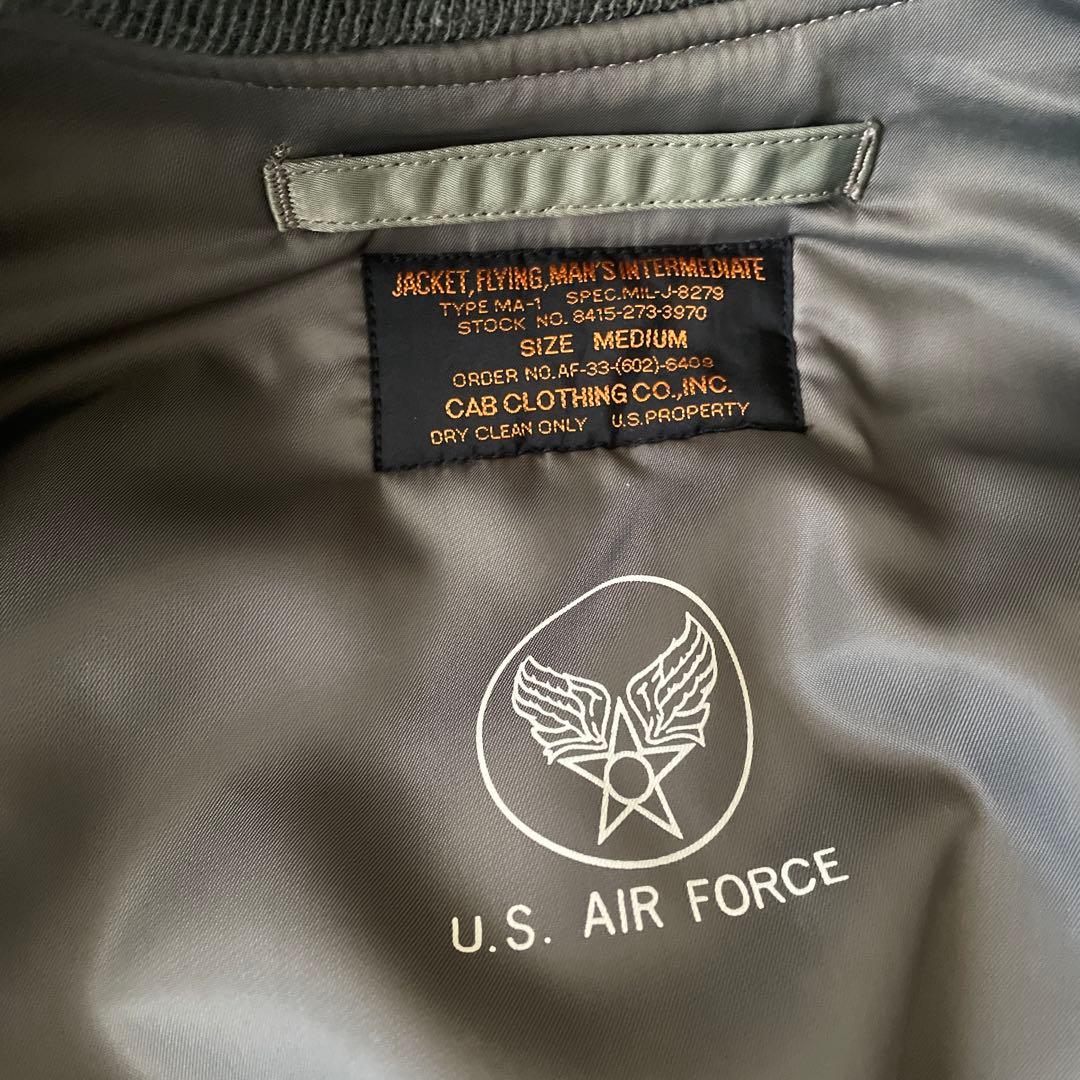 JACKET, FLYING, MAN'S INTERMEDIATE
TYPE MA-1 SPEC. MIL-J-8279
STOCK NO. 8415-273-3970
SIZE MEDIUM
ORDER NO. AF-33-(602)-6409
CAB CLOTHING CO., INC.
DRY CLEAN ONLY U.S. PROPERTY
U.S. AIR FORCE